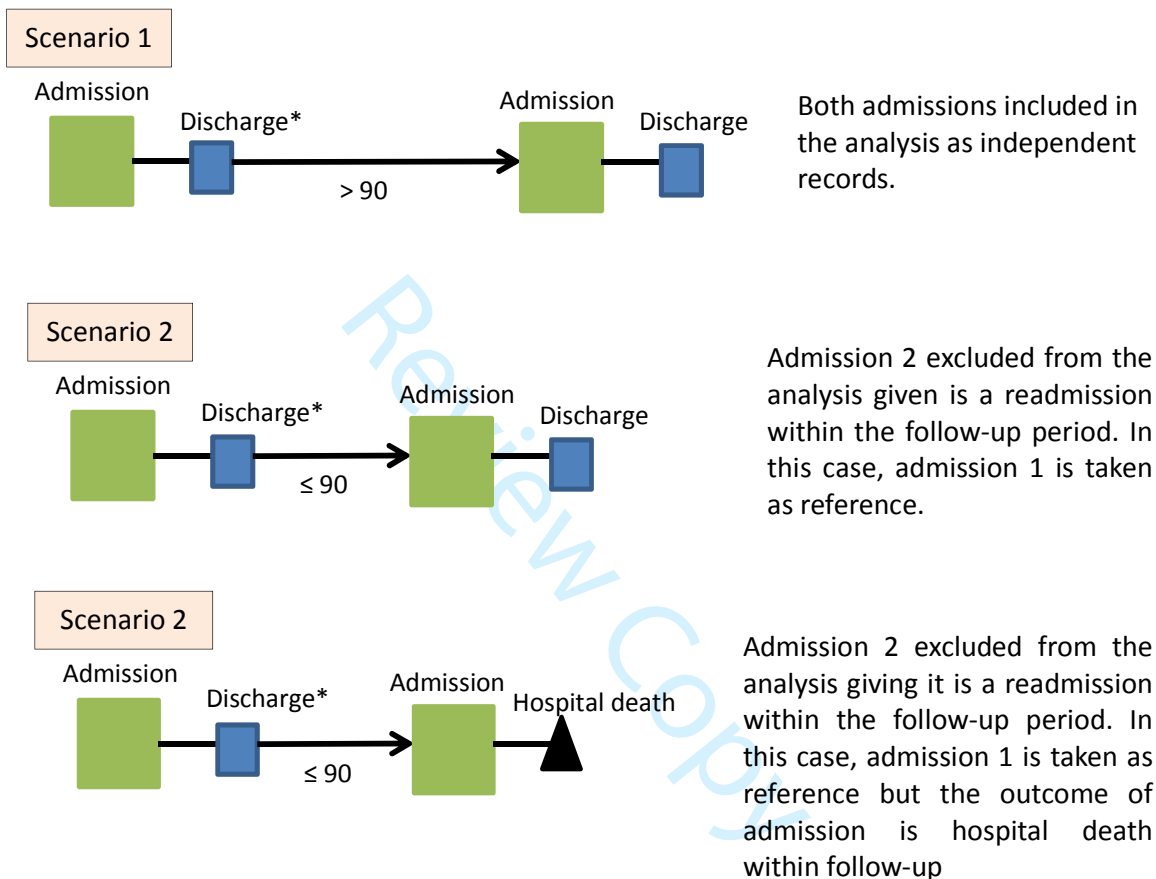 Scenario 1
Admission
Discharge*
> 90
Admission
Discharge
Both admissions included in
the analysis as independent
records.
Scenario 2
Admission
Discharge*
≤ 90
Admission
Discharge
Admission 2 excluded from the
analysis given is a readmission
within the follow-up period. In
this case, admission 1 is taken
as reference.
Scenario 2
Admission
Discharge*
≤ 90
Admission
Hospital death
Admission 2 excluded from the
analysis giving it is a readmission
within the follow-up period. In
this case, admission 1 is taken as
reference but the outcome of
admission is hospital death
within follow-up
Review Copy